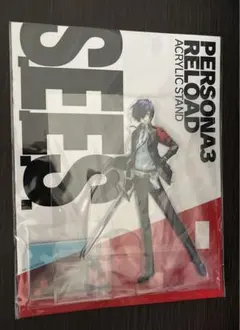 PERSONA3
RELOAD
ACRYLIC STAND
S.E.E.S.